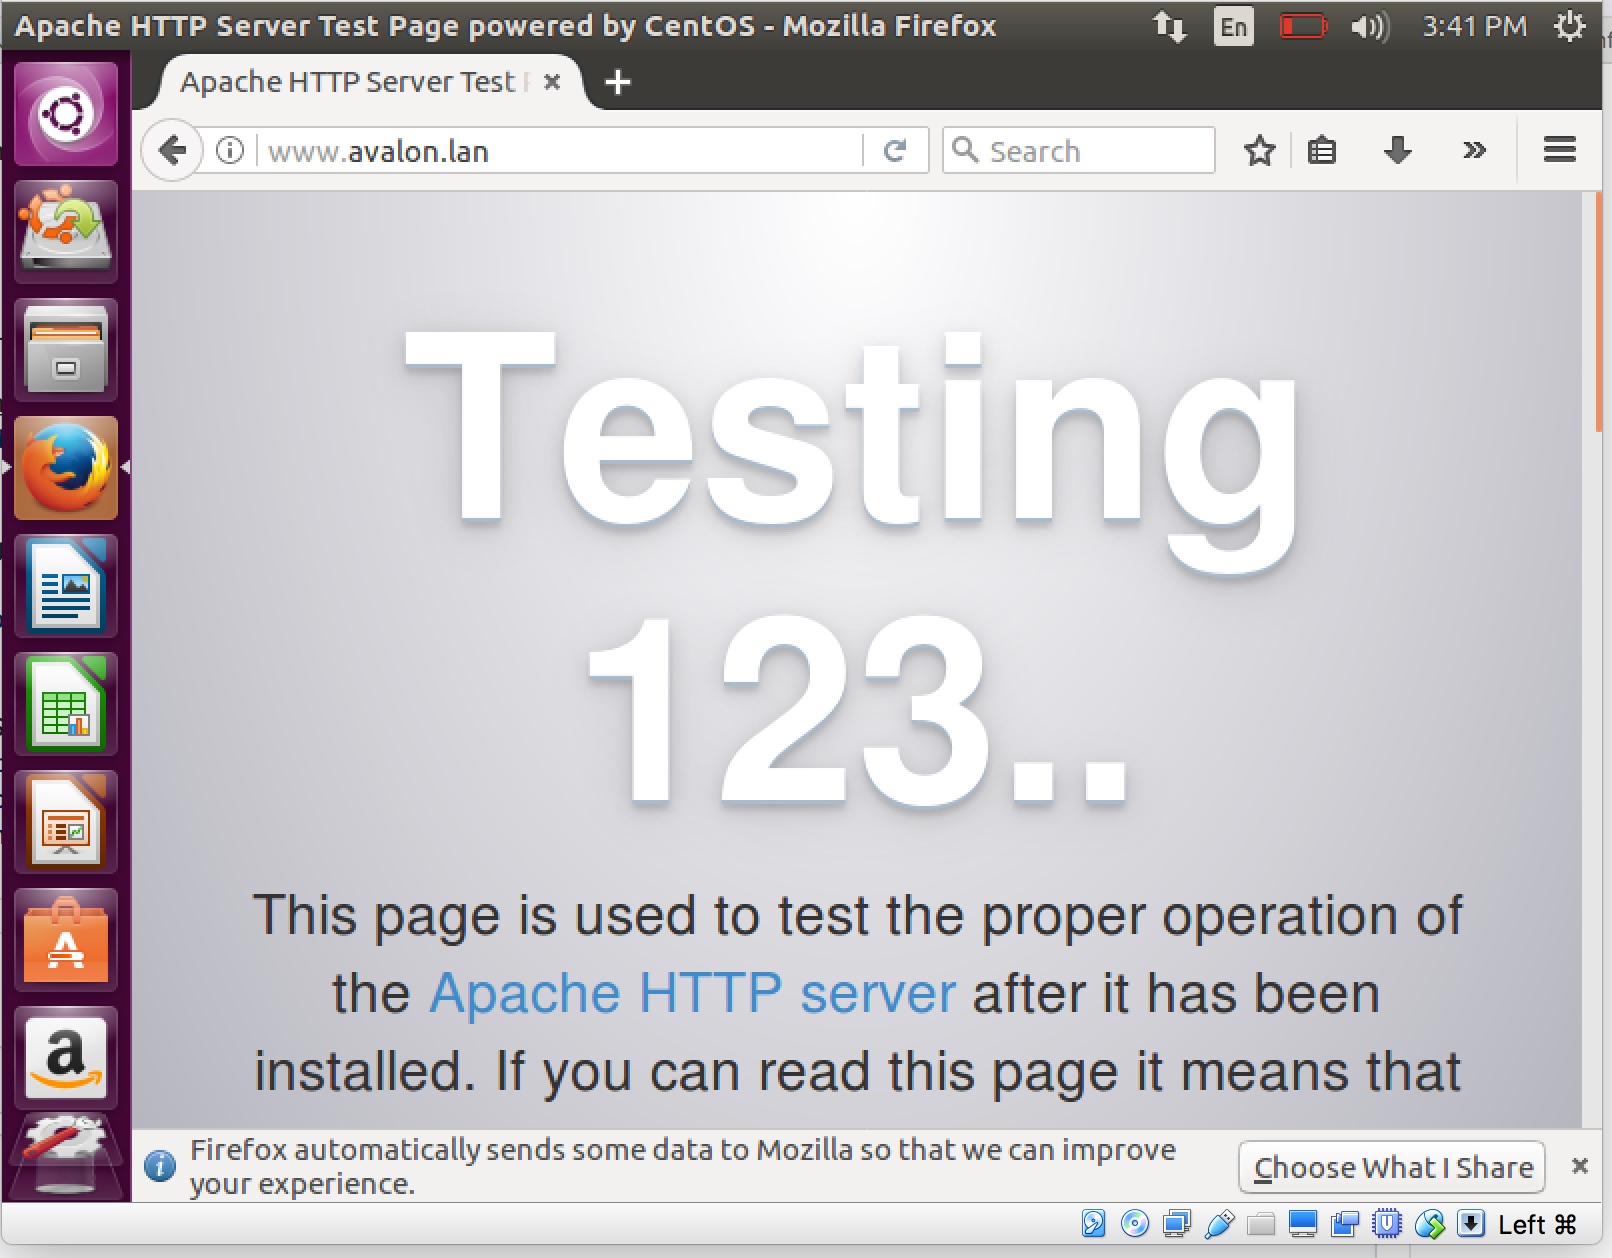 Apache HTTP Server Test Page powered by CentOS - Mozilla Firefox
En
3:41 PM
Apache HTTP Server Test
www.avalon.lan
Search
Testing
123..
This page is used to test the proper operation of
the Apache HTTP server after it has been
installed. If you can read this page it means that
Firefox automatically sends some data to Mozilla so that we can improve
your experience.
Choose What I Share
Left ⌘